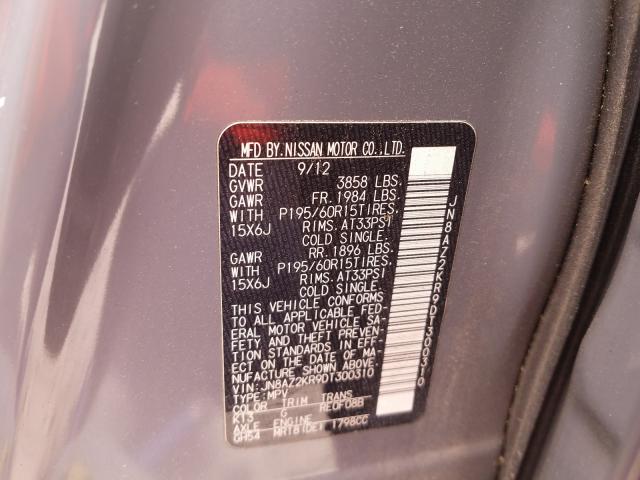 MFD BY. NISSAN MOTOR CO.,LTD.
DATE 9/12
GVWR 3858 LBS.
GAWR FR. 1984 LBS.
WITH P195/60R15TIRES.
15X6J RIMS. AT33PSI
COLD SINGLE.
GAWR RR. 1896 LBS.
WITH P195/60R15TIRES.
15X6J RIMS. AT33PSI
COLD SINGLE.
THIS VEHICLE CONFORMS
TO ALL APPLICABLE FED-
ERAL MOTOR VEHICLE SA-
FETY AND THEFT PREVEN-
TION STANDARDS IN EFF-
ECT ON THE DATE OF MA-
NUFACTURE SHOWN ABOVE.
VIN: JN8AZ2KR9DT300310
TYPE: MPV
COLOR TRIM TRANS
K13 G RE0F08B
AXLE ENGINE
GH54 MR18(DE) 1798CC
JN8AZ2KR9DT300310